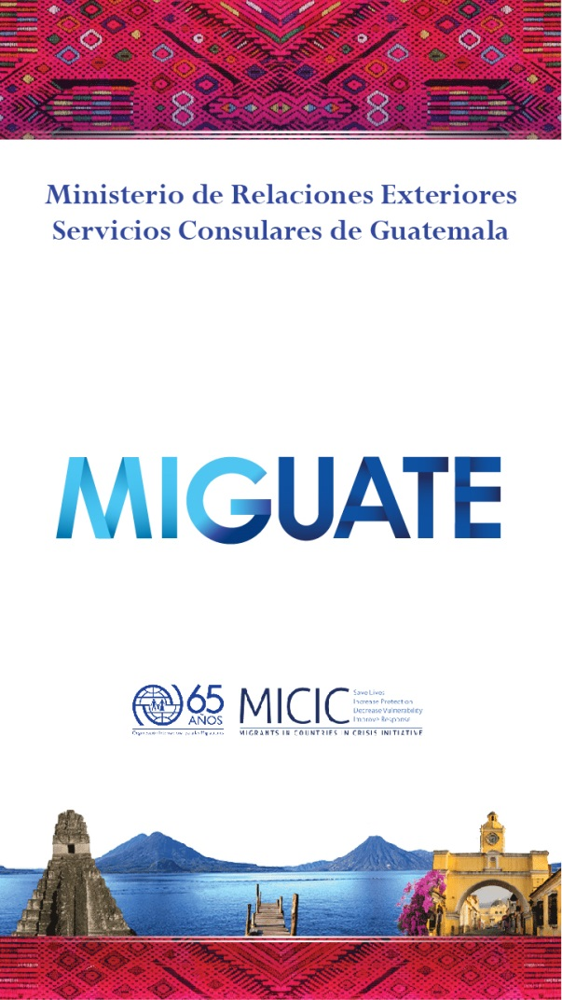 Ministerio de Relaciones Exteriores
Servicios Consulares de Guatemala
MIGUATE
65
AÑOS
MICIC
Save Lives
Increase Protection
Decrease Vulnerability
Improve Response
MIGRANTS IN COUNTRIES IN CRISIS INITIATIVE